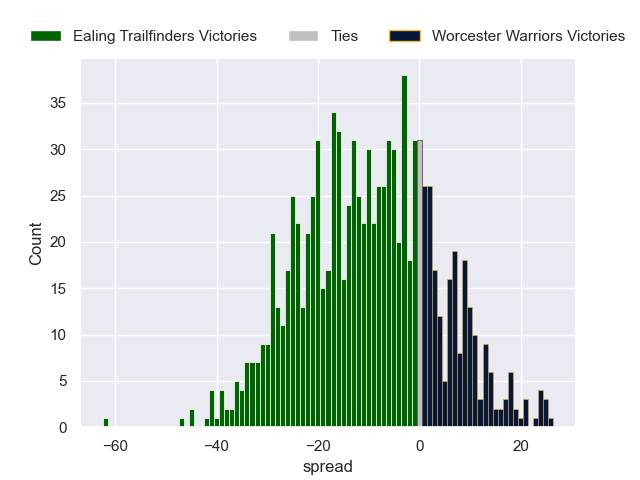 Ealing Trailfinders Victories Ties Worcester Warriors Victories
35
30
25
20
15
10
5
0
Count
−60 −40 −20 0 20
spread